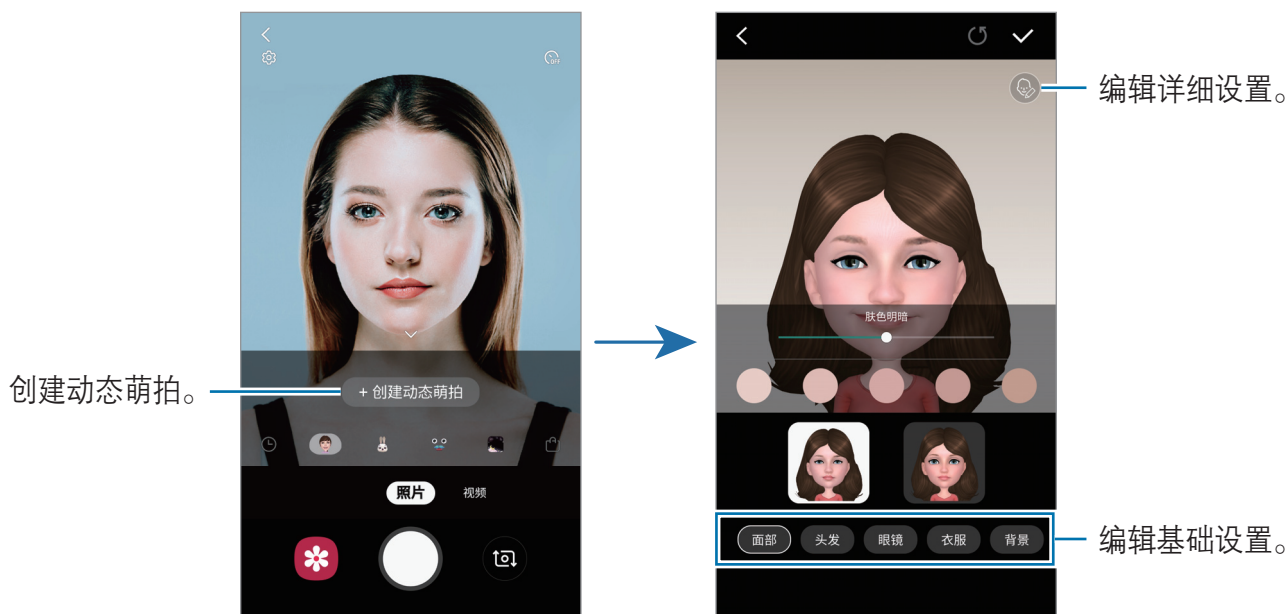 OFF
编辑详细设置。
肤色明暗
创建动态萌拍。
+ 创建动态萌拍
照片 视频
面部 头发 眼镜 衣服 背景
编辑基础设置。